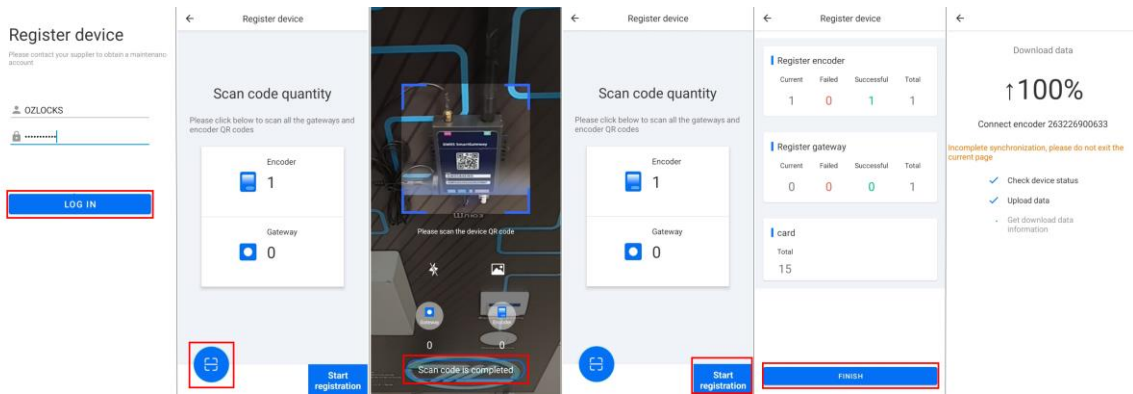 Register device
Please contact your supplier to obtain a maintenanc
account
OZLOCKS
LOG IN
Register device
Scan code quantity
Please click below to scan all the gateways and
encoder QR codes
Encoder
1
Gateway
0
Start
registration
Please scan the device QR code
Gateway
Encoder
0
0
Scan code is completed
Register device
Scan code quantity
Please click below to scan all the gateways and
encoder QR codes
Encoder
1
Gateway
0
Start
registration
Register device
Register encoder
Current Failed Successful Total
1 0 1 1
Register gateway
Current Failed Successful Total
0 0 0 1
card
Total
15
FINISH
Download data
↑100%
Connect encoder 263226900633
Incomplete synchronization, please do not exit the
current page
Check device status
Upload data
Get download data
information